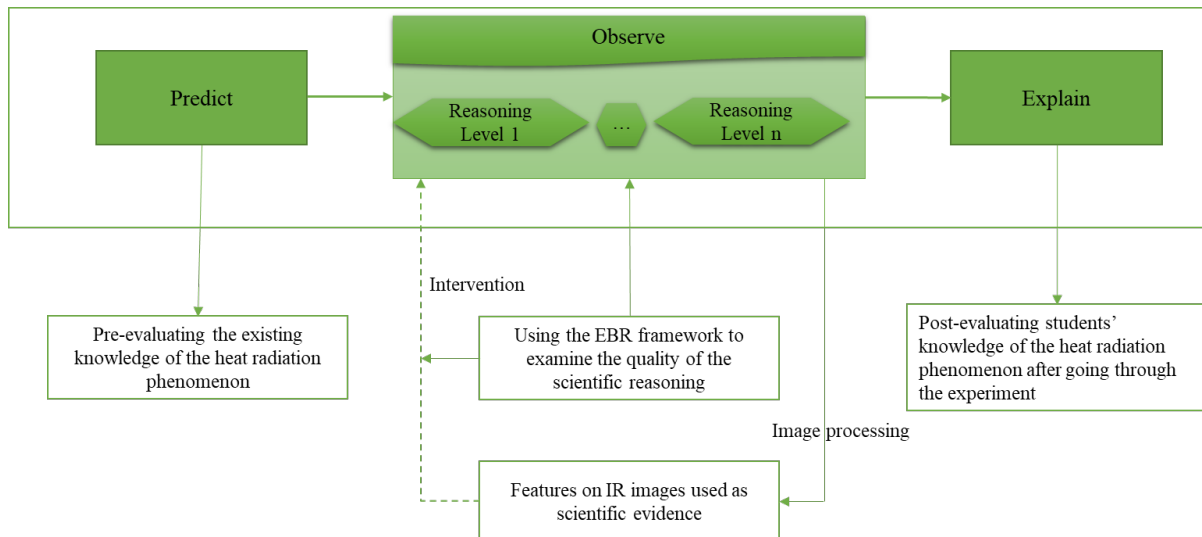 Observe
Predict
Reasoning
Level 1
...
Reasoning
Level n
Explain
Intervention
Pre-evaluating the existing
knowledge of the heat radiation
phenomenon
Using the EBR framework to
examine the quality of the
scientific reasoning
Post-evaluating students’
knowledge of the heat radiation
phenomenon after going through
the experiment
Image processing
Features on IR images used as
scientific evidence